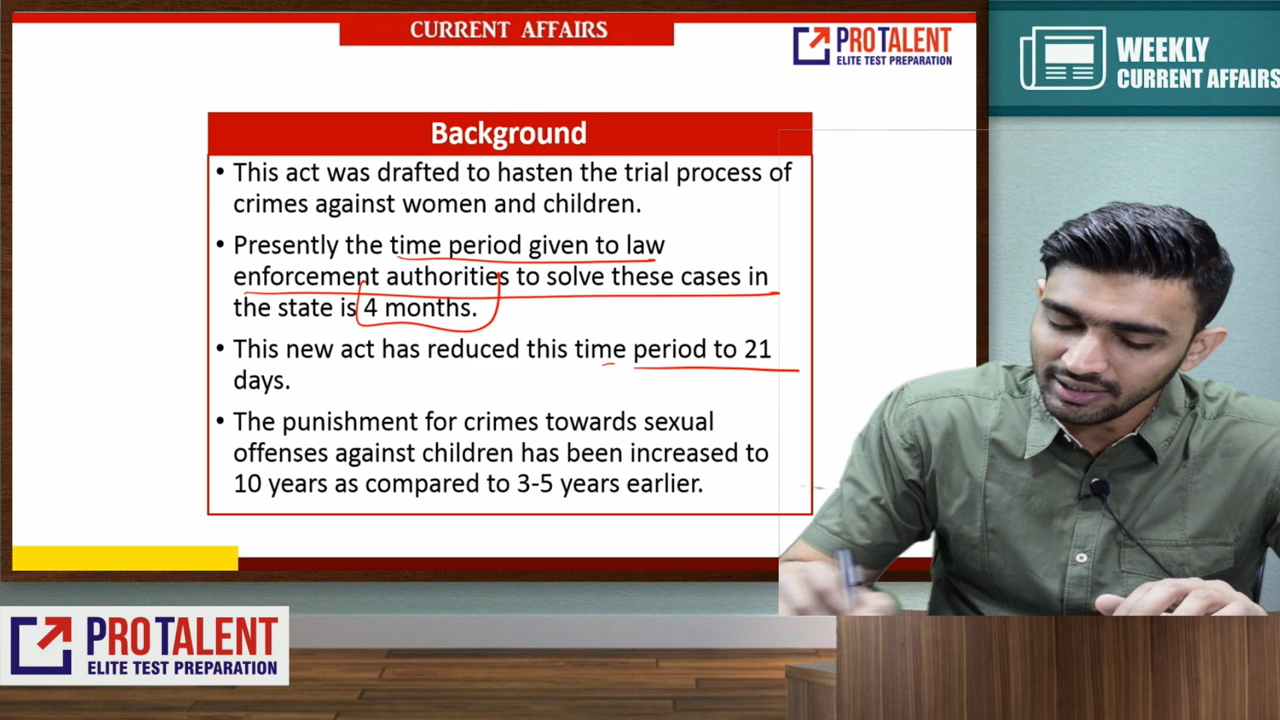 CURRENT AFFAIRS
PROTALENT
ELITE TEST PREPARATION
WEEKLY
CURRENT AFFAIRS
Background
• This act was drafted to hasten the trial process of
crimes against women and children.
• Presently the time period given to law
enforcement authorities to solve these cases in
the state is 4 months.
• This new act has reduced this time period to 21
days.
• The punishment for crimes towards sexual
offenses against children has been increased to
10 years as compared to 3-5 years earlier.
PROTALENT
ELITE TEST PREPARATION